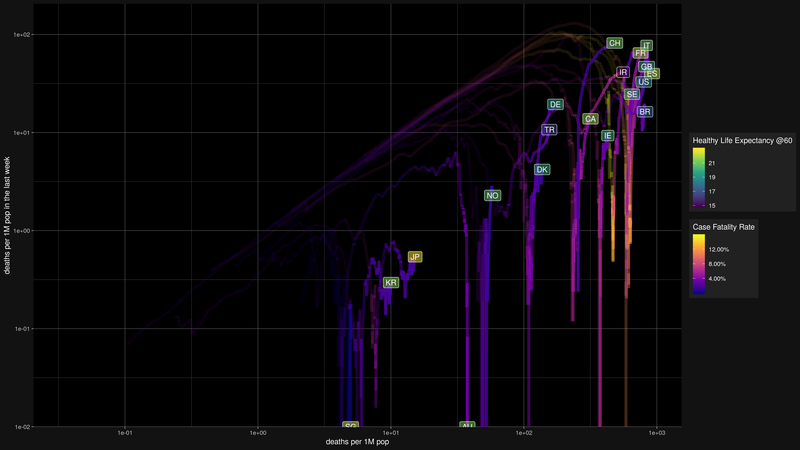 1e+02
CH
IT
FR
GB
IR
ES
US
SE
DE
BR
CA
1e+01
TR
IE
DK
NO
1e+00
JP
KR
1e-01
SG
AU
1e-02
1e-01
1e+00
1e+01
1e+02
1e+03
deaths per 1M pop
deaths per 1M pop in the last week
Healthy Life Expectancy @60
21
19
17
15
Case Fatality Rate
12.00%
8.00%
4.00%